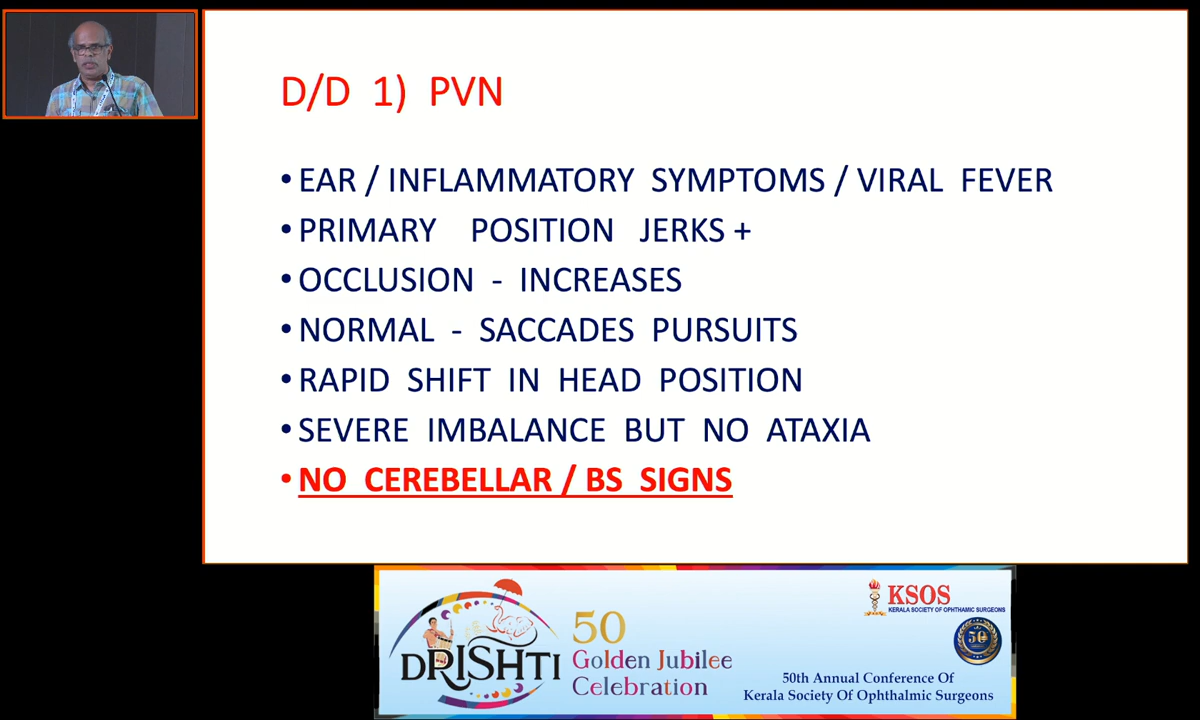 D/D 1) PVN
• EAR / INFLAMMATORY SYMPTOMS / VIRAL FEVER
• PRIMARY POSITION JERKS +
• OCCLUSION - INCREASES
• NORMAL - SACCADES PURSUITS
• RAPID SHIFT IN HEAD POSITION
• SEVERE IMBALANCE BUT NO ATAXIA
• NO CEREBELLAR / BS SIGNS
DRISHTI
50
Golden Jubilee
Celebration
KSOS
KERALA SOCIETY OF OPHTHAMIC SURGEONS
50
50th Annual Conference Of
Kerala Society Of Ophthalmic Surgeons